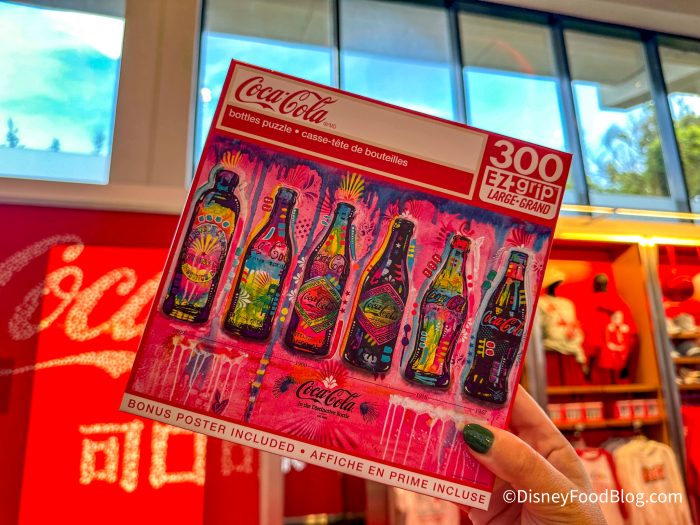 Coca-Cola
bottles puzzle • casse-tête de bouteilles
300
EZ grip
LARGE • GRAND
Coca-Cola
BONUS POSTER INCLUDED • AFFICHE EN PRIME INCLUSE
Coca
可口
©DisneyFoodBlog.com